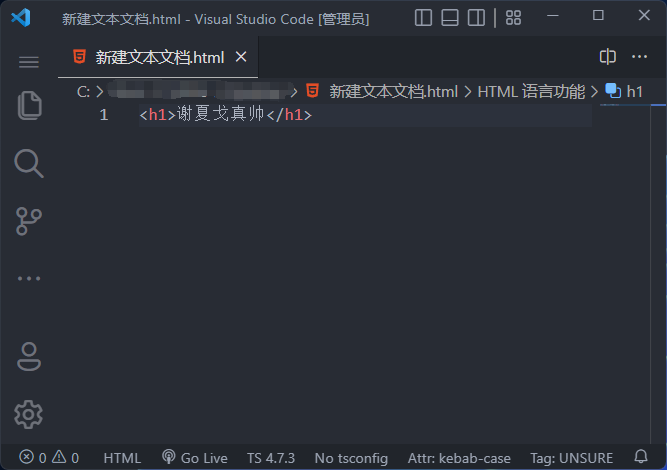 新建文本文档.html - Visual Studio Code [管理员]
新建文本文档.html
C: > > 新建文本文档.html > HTML 语言功能 > h1
1 <h1>谢夏戈真帅</h1>
0 0 HTML Go Live TS 4.7.3 No tsconfig Attr: kebab-case Tag: UNSURE